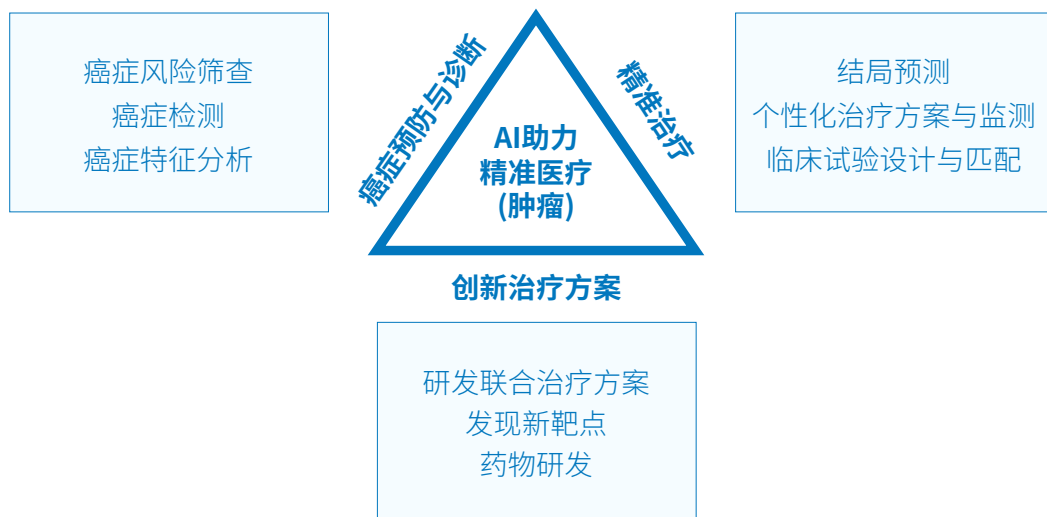 癌症风险筛查
癌症检测
癌症特征分析
癌症预防与诊断
AI助力
精准医疗
(肿瘤)
精准治疗
结局预测
个性化治疗方案与监测
临床试验设计与匹配
创新治疗方案
研发联合治疗方案
发现新靶点
药物研发